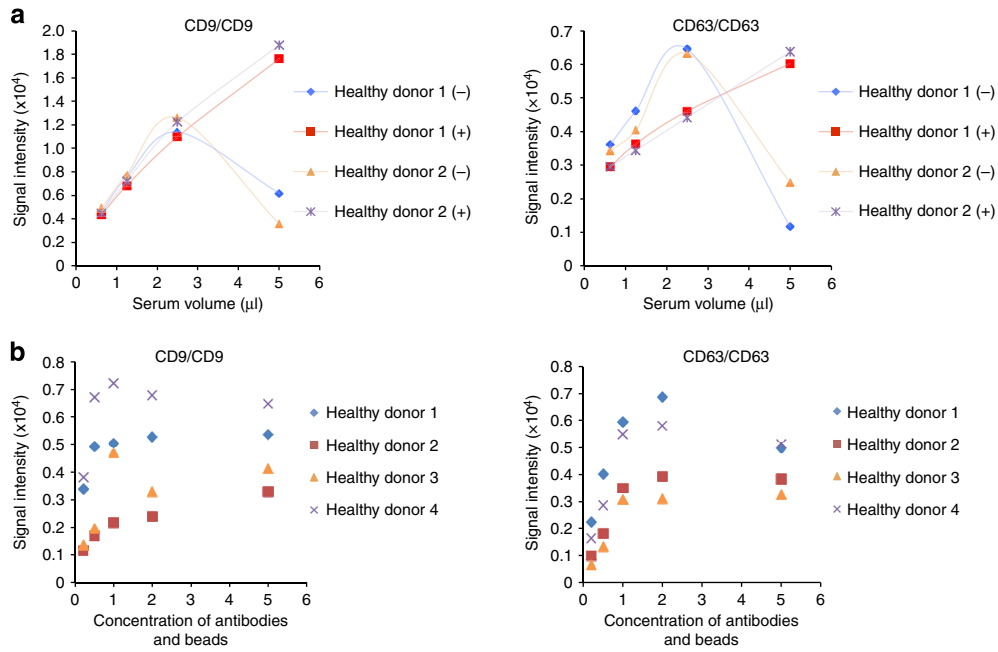 a
CD9/CD9
Signal intensity (x10⁴)
2.0
1.8
1.6
1.4
1.2
1.0
0.8
0.6
0.4
0.2
0
0 1 2 3 4 5 6
Serum volume (µl)
Healthy donor 1 (–)
Healthy donor 1 (+)
Healthy donor 2 (–)
Healthy donor 2 (+)
CD63/CD63
Signal intensity (×10⁴)
0.7
0.6
0.5
0.4
0.3
0.2
0.1
0
0 1 2 3 4 5 6
Serum volume (µl)
Healthy donor 1 (–)
Healthy donor 1 (+)
Healthy donor 2 (–)
Healthy donor 2 (+)
b
CD9/CD9
Signal intensity (x10⁴)
0.8
0.7
0.6
0.5
0.4
0.3
0.2
0.1
0
0 1 2 3 4 5 6
Concentration of antibodies
and beads
Healthy donor 1
Healthy donor 2
Healthy donor 3
Healthy donor 4
CD63/CD63
Signal intensity (×10⁴)
0.8
0.7
0.6
0.5
0.4
0.3
0.2
0.1
0
0 1 2 3 4 5 6
Concentration of antibodies
and beads
Healthy donor 1
Healthy donor 2
Healthy donor 3
Healthy donor 4